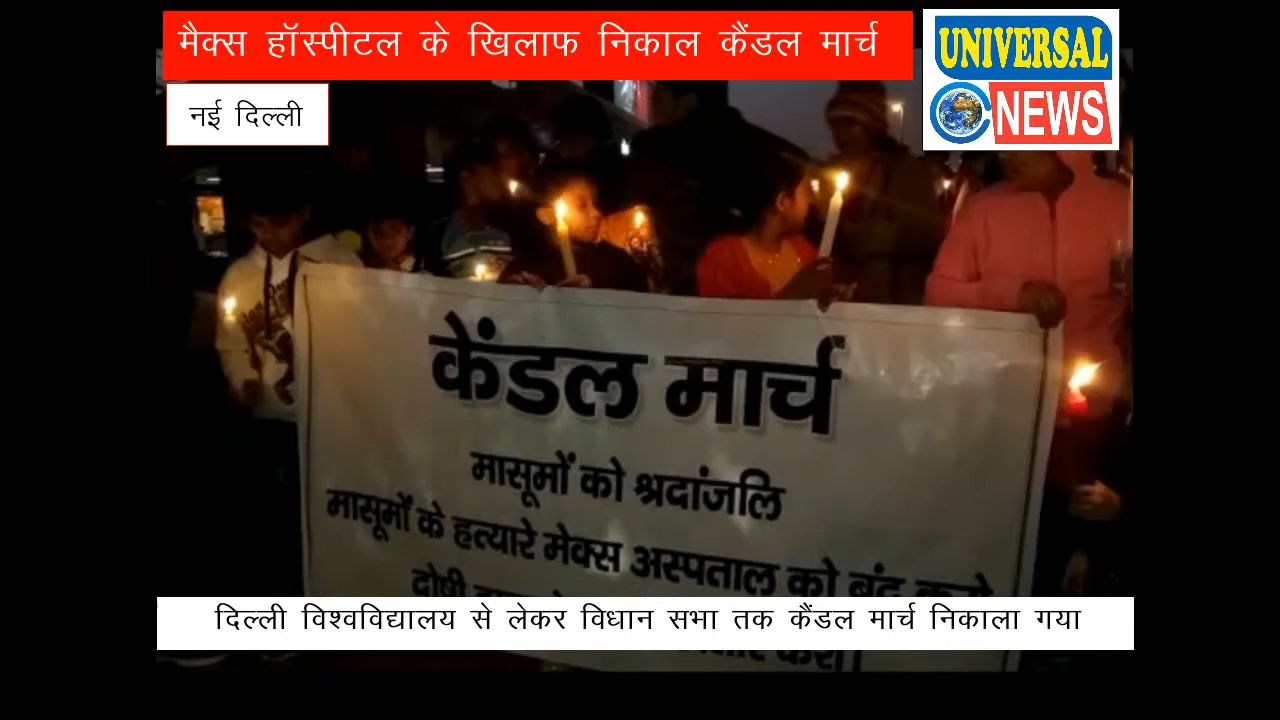 मैक्स हॉस्पीटल के खिलाफ निकाल कैंडल मार्च
UNIVERSAL
NEWS
नई दिल्ली
केंडल मार्च
मासूमों को श्रदांजलि
मासूमों के हत्यारे मेक्स अस्पताल को बंद करो
दोषी
दिल्ली विश्वविद्यालय से लेकर विधान सभा तक कैंडल मार्च निकाला गया
करो